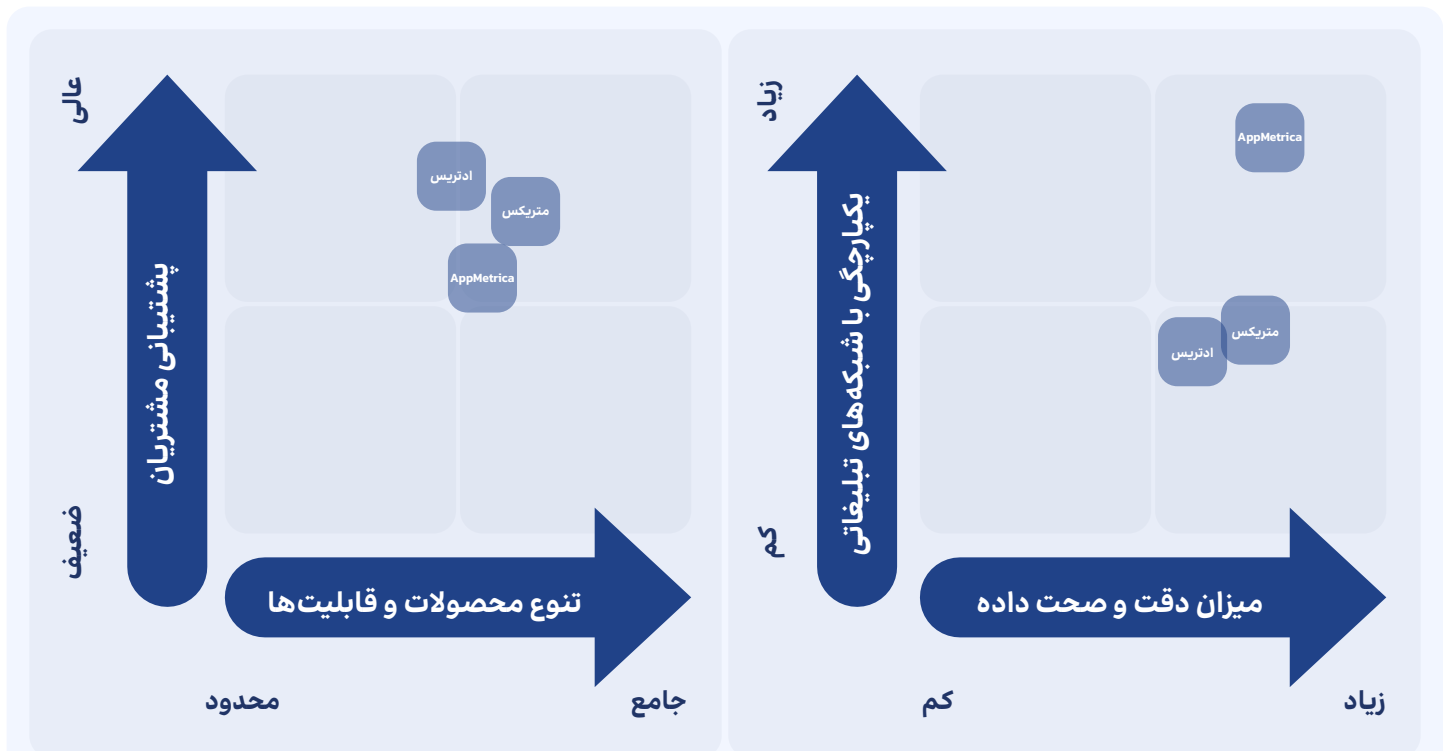 زیاد
AppMetrica
متریکس
ادتریس
یکپارچگی با شبکه‌های تبلیغاتی
کم
میزان دقت و صحت داده
کم
زیاد
عالی
ادتریس
متریکس
AppMetrica
پشتیبانی مشتریان
ضعیف
تنوع محصولات و قابلیت‌ها
محدود
جامع